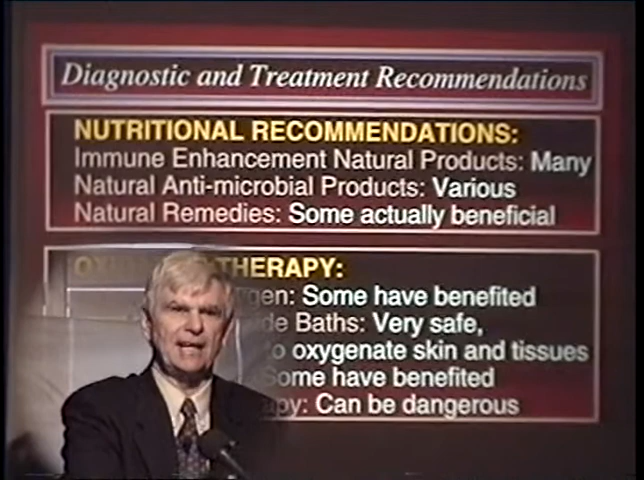 Diagnostic and Treatment Recommendations
NUTRITIONAL RECOMMENDATIONS:
Immune Enhancement Natural Products: Many
Natural Anti-microbial Products: Various
Natural Remedies: Some actually beneficial
THERAPY:
Some have benefited
Baths: Very safe,
to oxygenate skin and tissues
Some have benefited
Can be dangerous